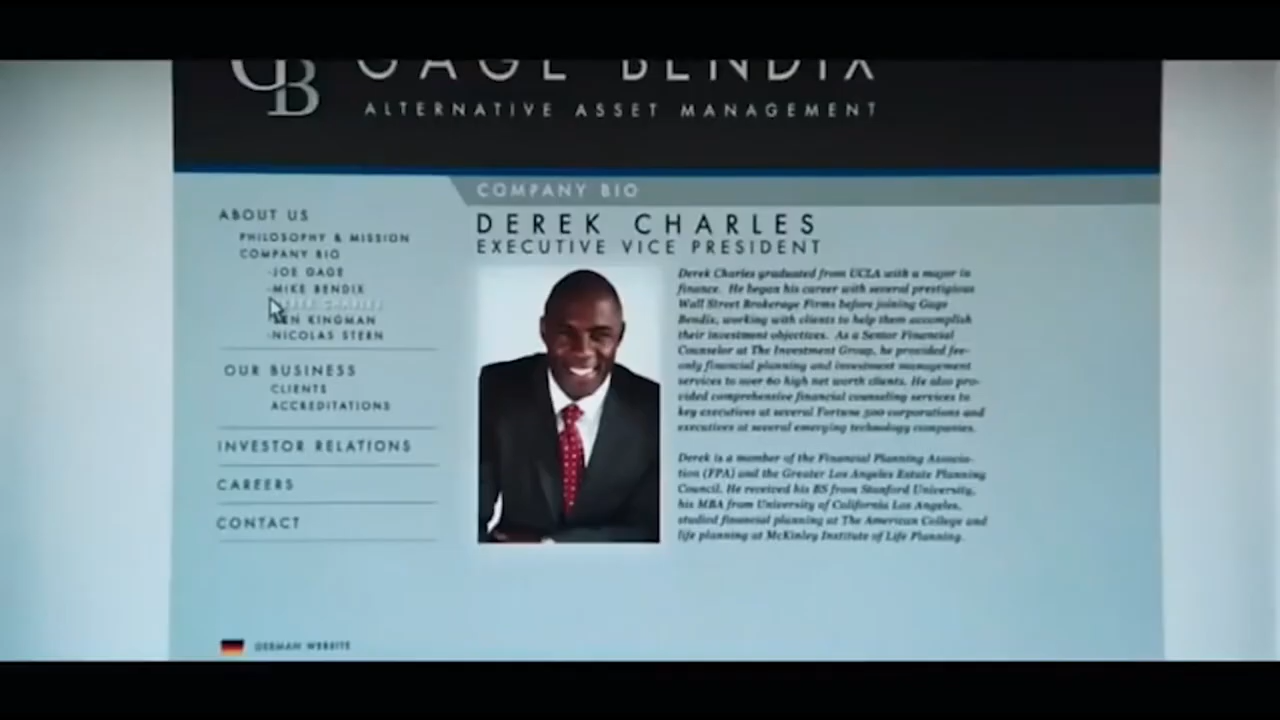 GB GAGE BENDIX
ALTERNATIVE ASSET MANAGEMENT
COMPANY BIO
DEREK CHARLES
EXECUTIVE VICE PRESIDENT
ABOUT US
PHILOSOPHY & MISSION
COMPANY BIO
-JOE GAGE
-MIKE BENDIX
DEREK CHARLES
KINGMAN
-NICOLAS STERN
OUR BUSINESS
CLIENTS
ACCREDITATIONS
INVESTOR RELATIONS
CAREERS
CONTACT
Derek Charles graduated from UCLA with a major in
finance. He began his career with several prestigious
Wall Street Brokerage Firms before joining Gage
Bendix, working with clients to help them accomplish
their investment objectives. As a Senior Financial
Counselor at The Investment Group, he provided fee-
only financial planning and investment management
services to over 60 high net worth clients. He also pro-
vided comprehensive financial counseling services to
key executives at several Fortune 500 corporations and
executives at several emerging technology companies.
Derek is a member of the Financial Planning Associa-
tion (FPA) and the Greater Los Angeles Estate Planning
Council. He received his BS from Stanford University,
his MBA from University of California Los Angeles,
studied financial planning at The American College and
life planning at McKinley Institute of Life Planning.
GERMAN WEBSITE